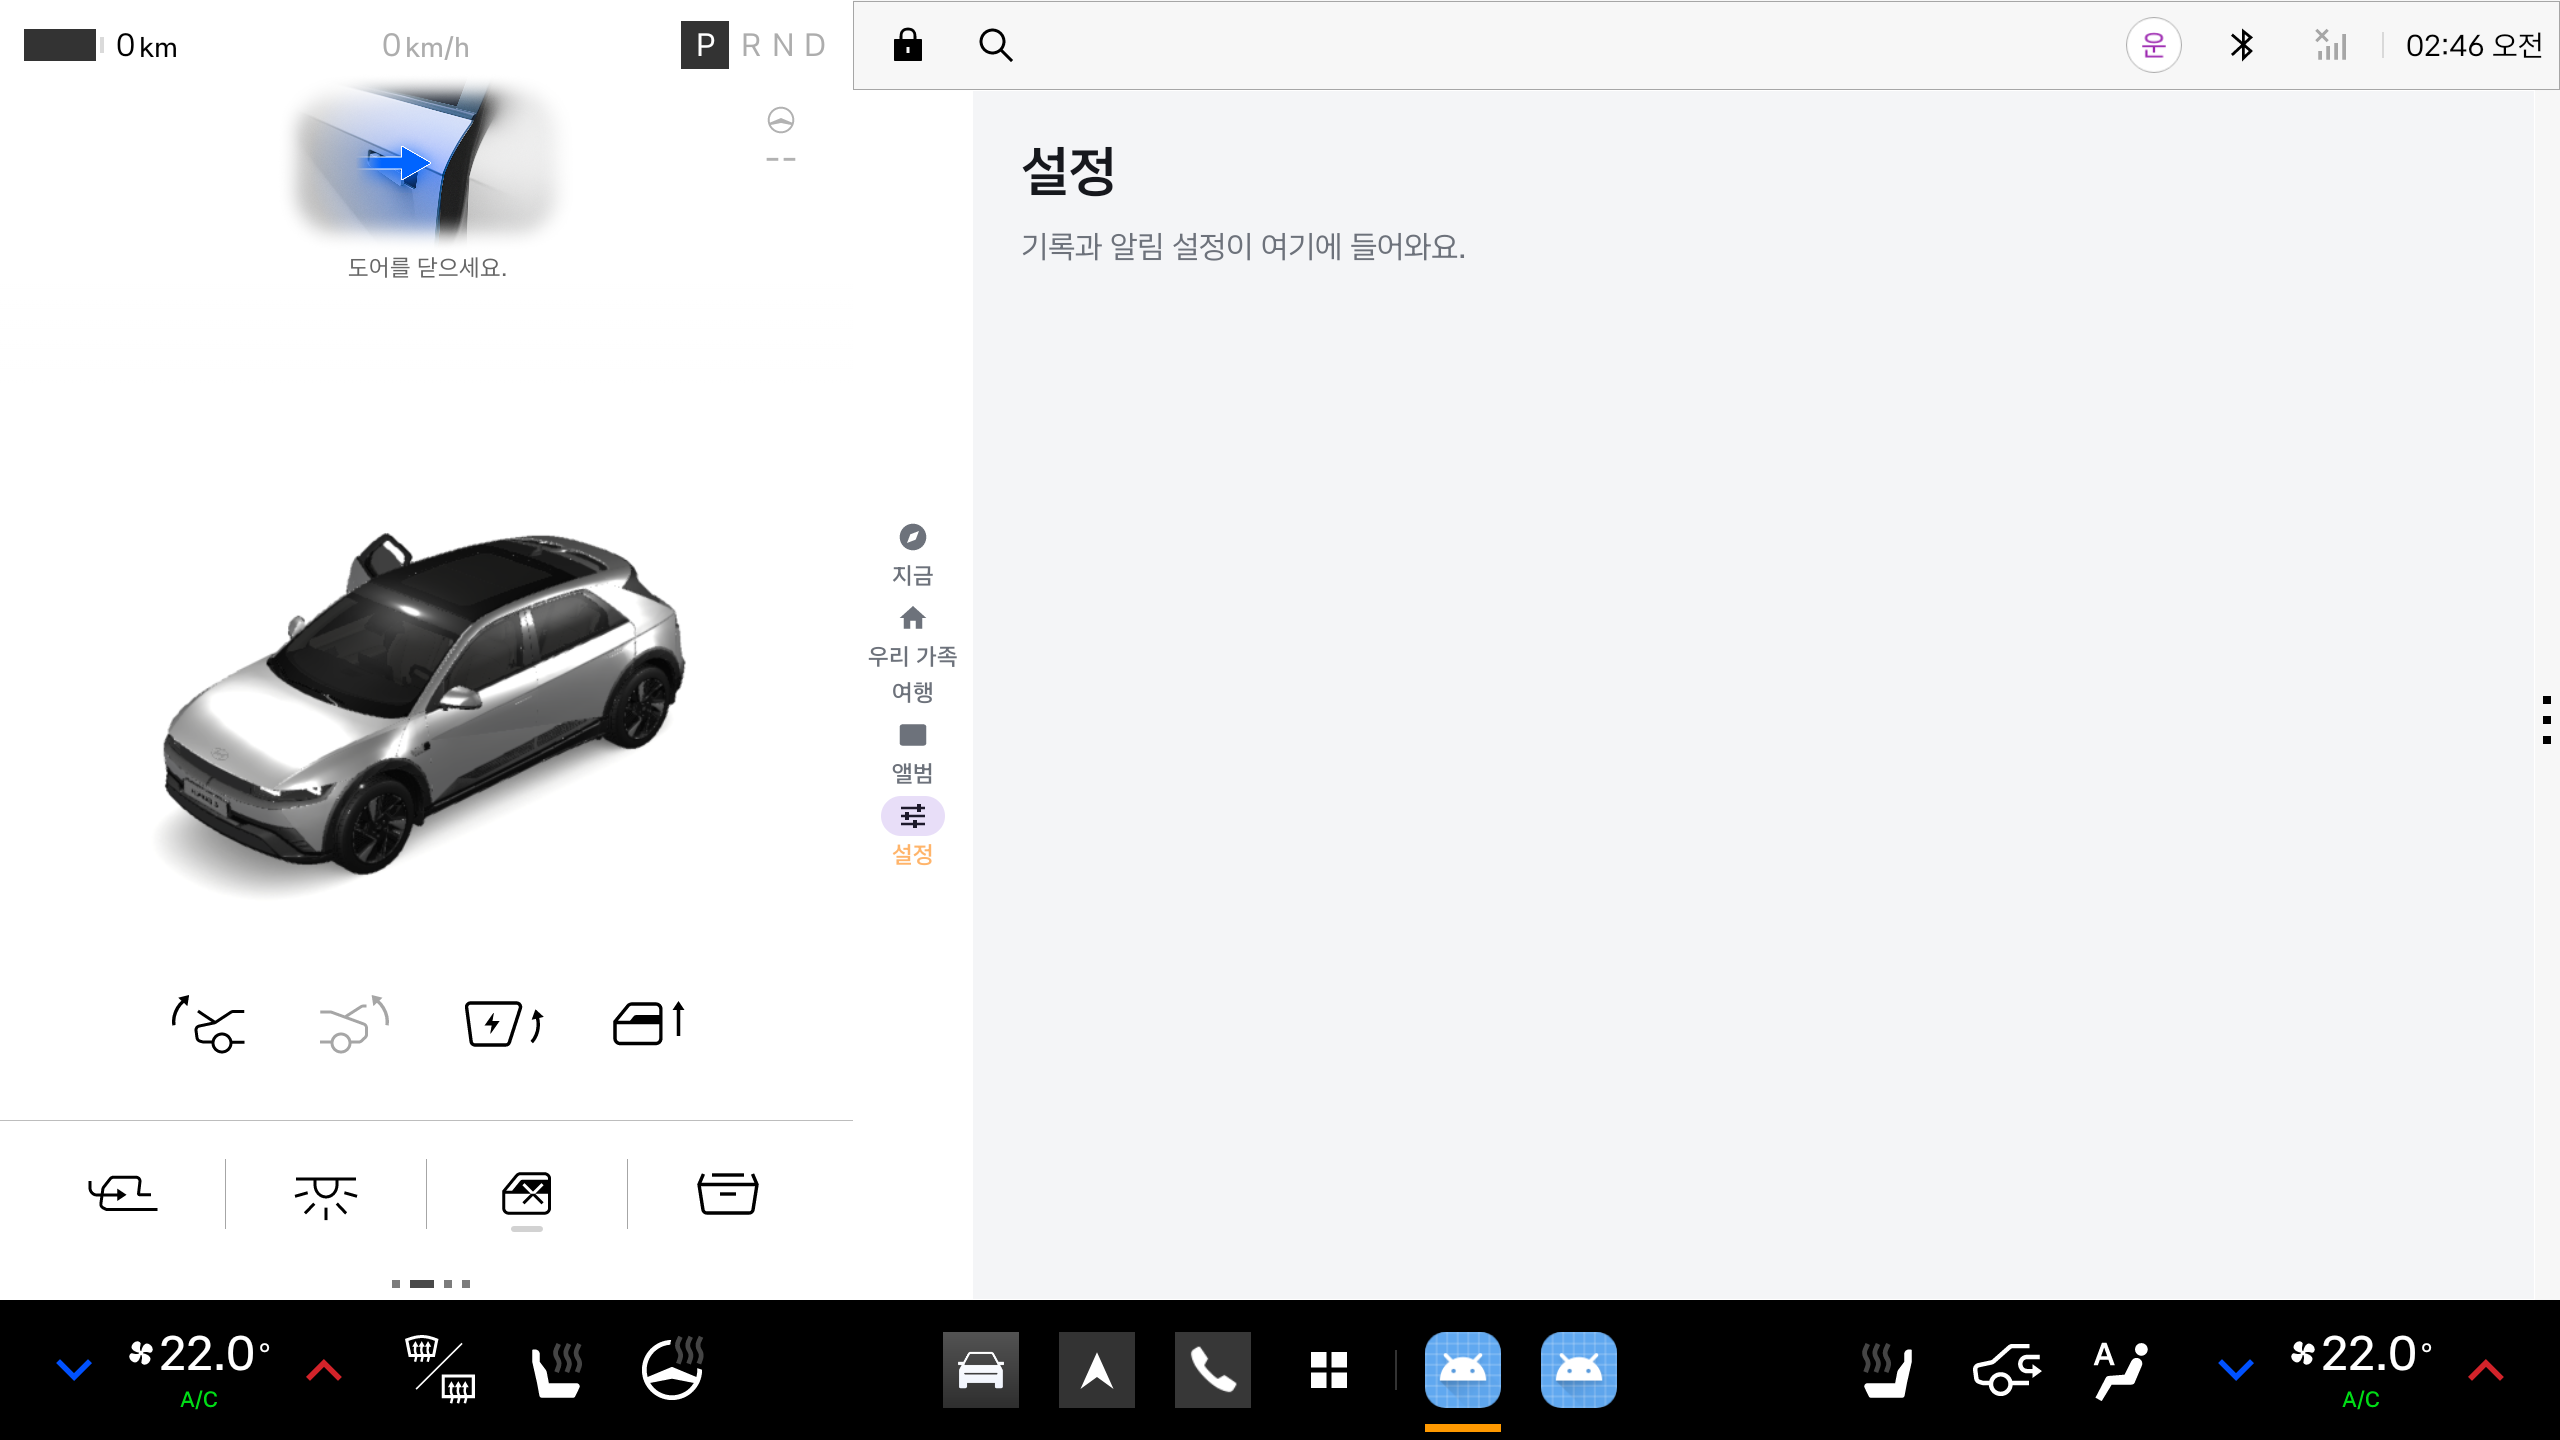 0 km
0 km/h
P R N D
02:46 오전
운
--
도어를 닫으세요.
설정
기록과 알림 설정이 여기에 들어와요.
지금
우리 가족
여행
앨범
설정
22.0°
A/C
A
22.0°
A/C